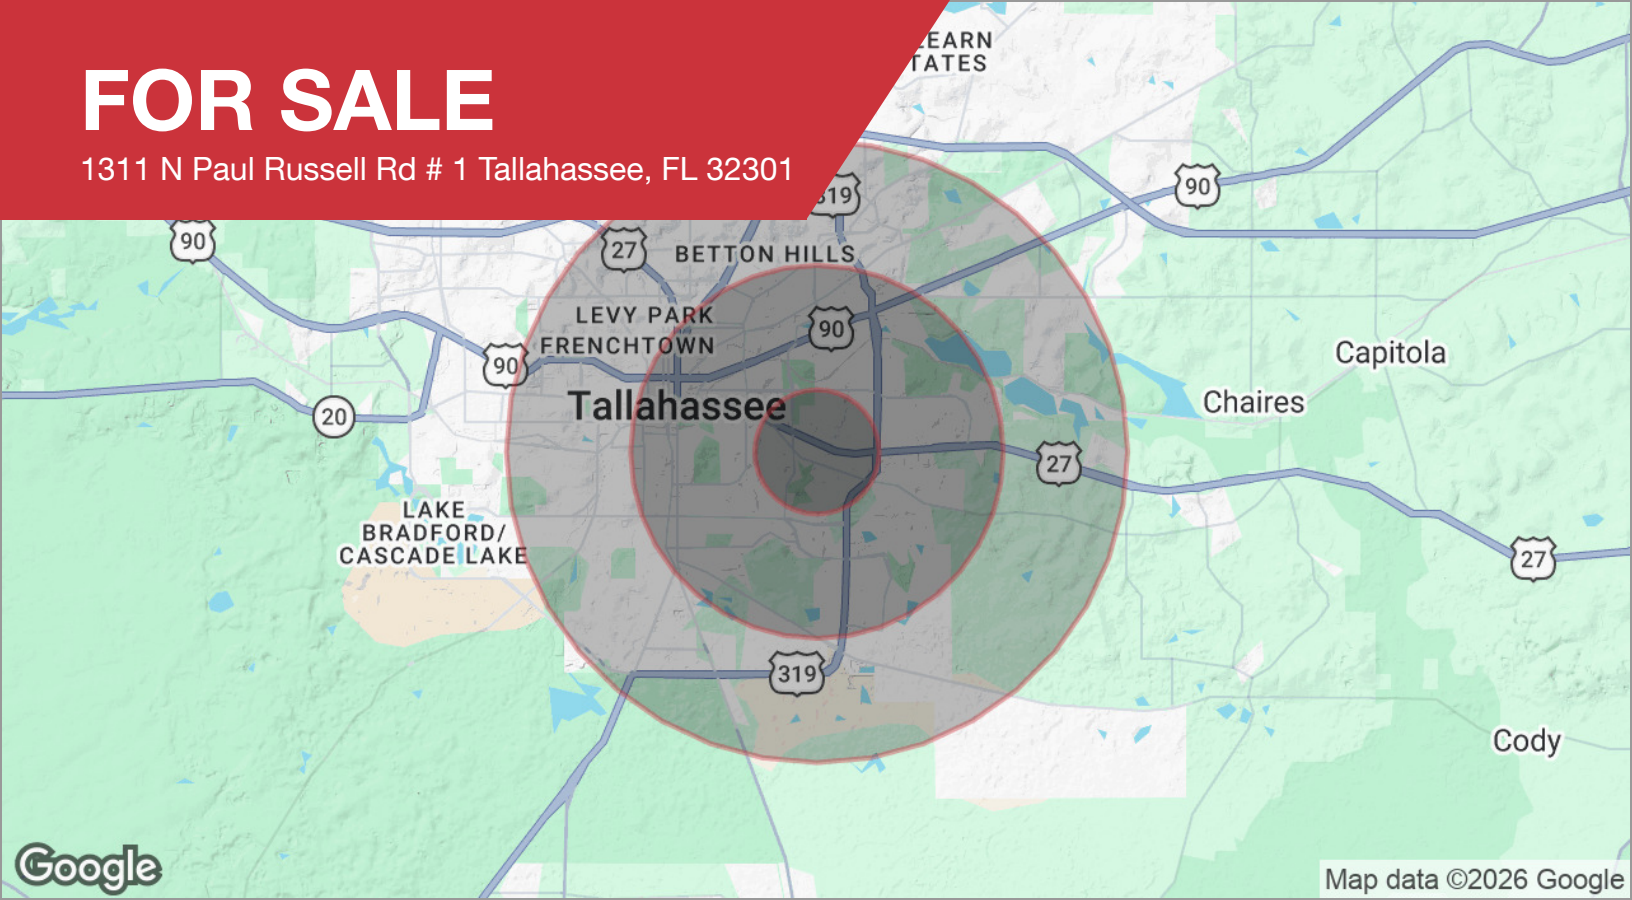 FOR SALE
1311 N Paul Russell Rd # 1 Tallahassee, FL 32301
90
319
90
27
BETTON HILLS
LEVY PARK
90
FRENCHTOWN
90
Capitola
Tallahassee
Chaires
20
27
LAKE
BRADFORD/
CASCADE LAKE
27
319
Cody
Google
Map data ©2026 Google